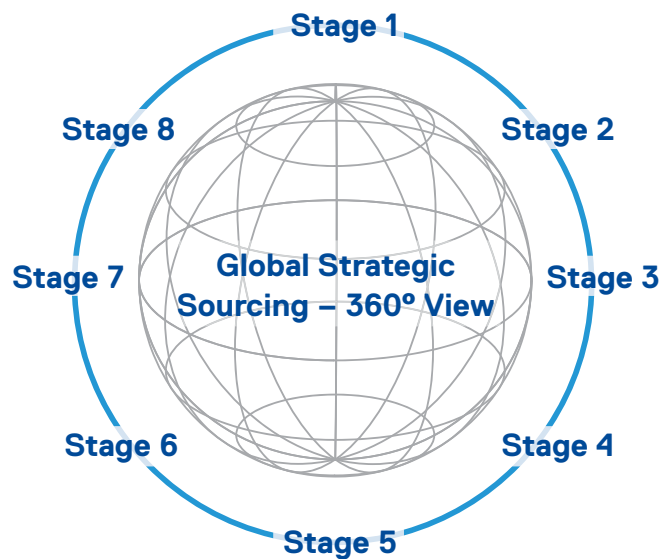 Stage 1
Stage 2
Stage 3
Stage 4
Stage 5
Stage 6
Stage 7
Stage 8
Global Strategic
Sourcing – 360º View